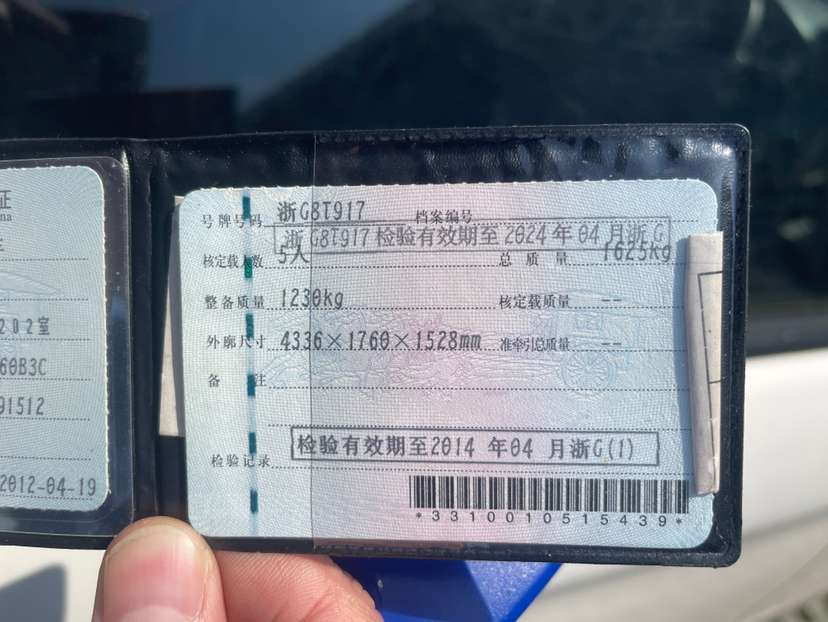 证
na
202室
60B3C
91512
2012-04-19
号牌号码 浙G8T917 档案编号
浙G8T917检验有效期至2024年04月浙G
核定载人数 5人 总质量 1625kg
整备质量 1230kg 核定载质量 --
外廓尺寸 4336×1760×1528mm 准牵引总质量 --
备注
检验记录 检验有效期至2014年04月浙G(1)
*3310010515439*